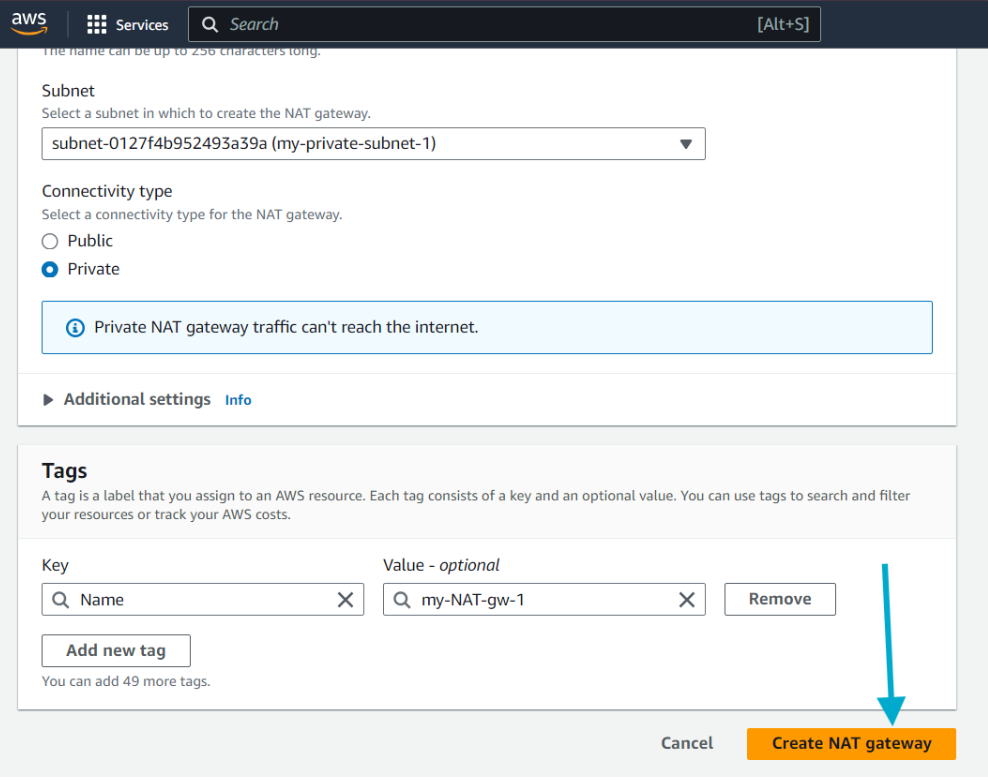 aws
Services
Search
[Alt+S]
The name can be up to 256 characters long.
Subnet
Select a subnet in which to create the NAT gateway.
subnet-0127f4b952493a39a (my-private-subnet-1)
Connectivity type
Select a connectivity type for the NAT gateway.
Public
Private
Private NAT gateway traffic can't reach the internet.
Additional settings Info
Tags
A tag is a label that you assign to an AWS resource. Each tag consists of a key and an optional value. You can use tags to search and filter
your resources or track your AWS costs.
Key
Value - optional
Name
my-NAT-gw-1
Remove
Add new tag
You can add 49 more tags.
Cancel
Create NAT gateway